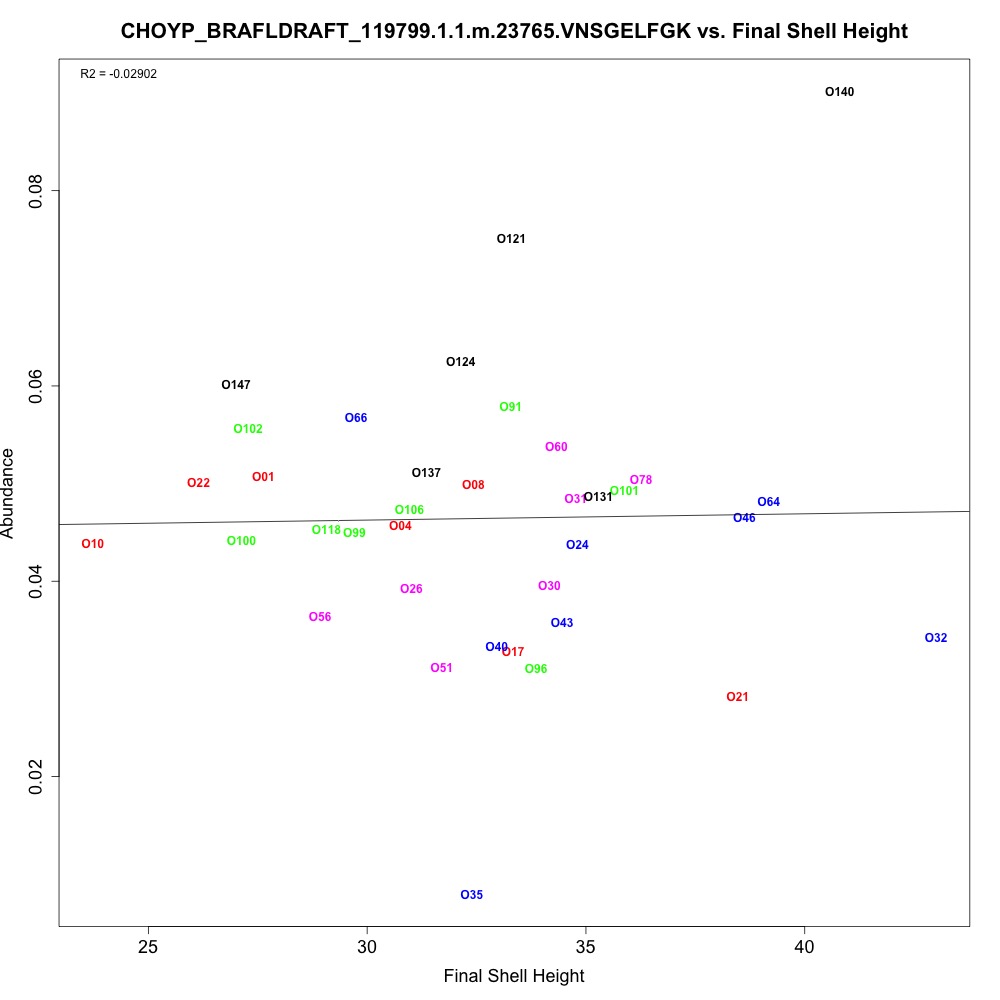 CHOYP_BRAFLDRAFT_119799.1.1.m.23765.VNSGELFGK vs. Final Shell Height
R2 = -0.02902
O140
0.08
O121
O124
0.06
O147
O91
O66
O102
O60
O137
O01
O78
O22
O08
O101
O131
O31
O64
O106
O46
O04
O118
O99
O100
O10
O24
0.04
O30
O26
O56
O43
O32
O40
O17
O51
O96
O21
0.02
O35
25
30
35
40
Final Shell Height
Abundance